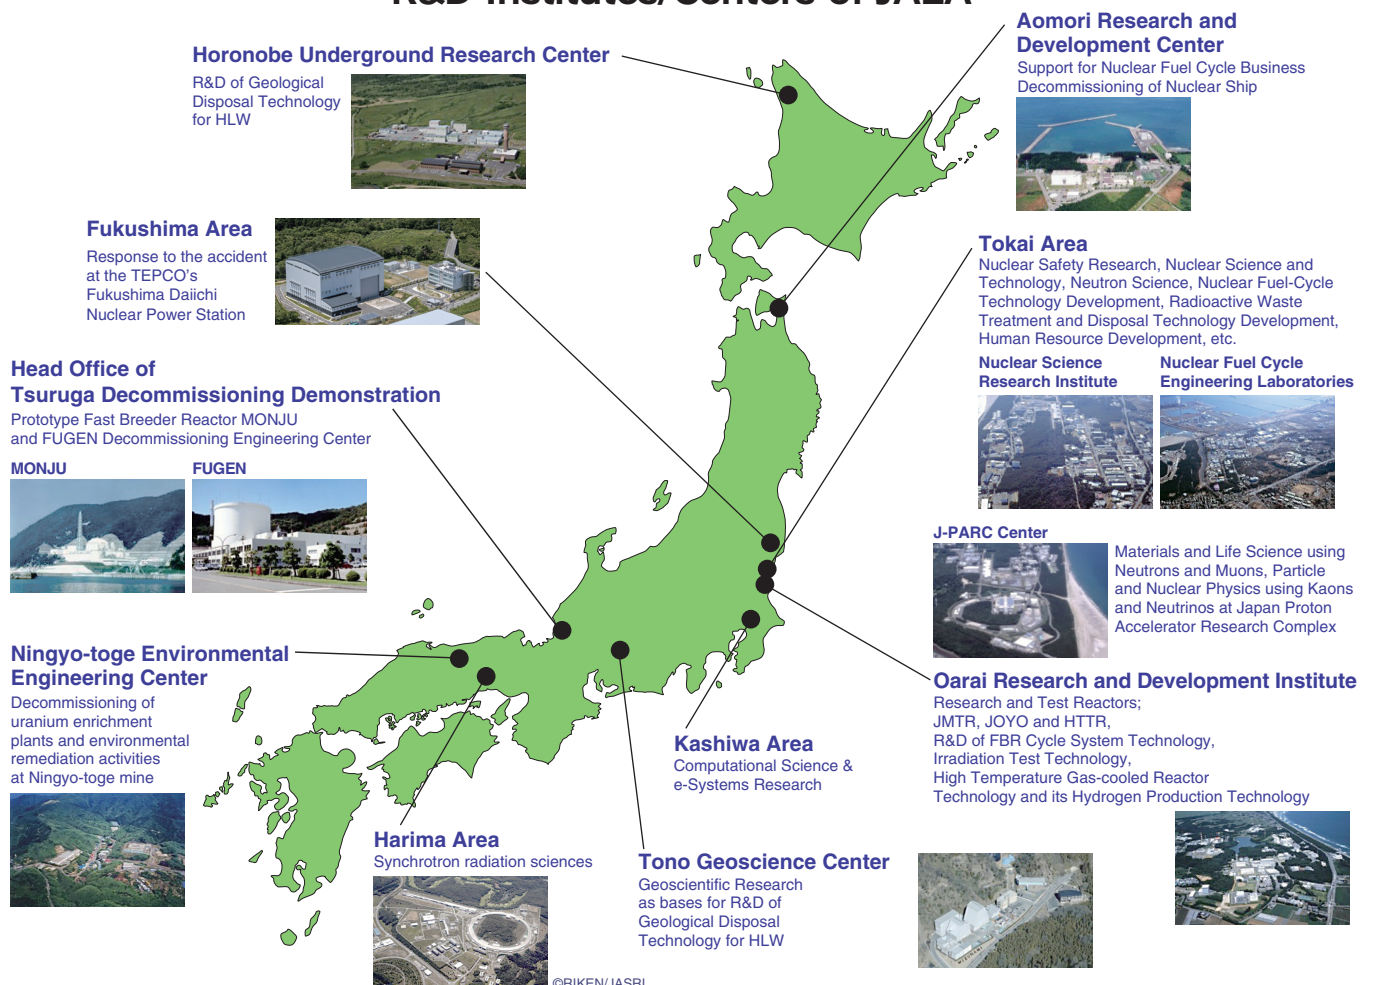 R&D Institutes/Centers of JAEA
Horonobe Underground Research Center
R&D of Geological
Disposal Technology
for HLW
Aomori Research and
Development Center
Support for Nuclear Fuel Cycle Business
Decommissioning of Nuclear Ship
Fukushima Area
Response to the accident
at the TEPCO's
Fukushima Daiichi
Nuclear Power Station
Tokai Area
Nuclear Safety Research, Nuclear Science and
Technology, Neutron Science, Nuclear Fuel-Cycle
Technology Development, Radioactive Waste
Treatment and Disposal Technology Development,
Human Resource Development, etc.
Nuclear Science
Research Institute
Nuclear Fuel Cycle
Engineering Laboratories
Head Office of
Tsuruga Decommissioning Demonstration
Prototype Fast Breeder Reactor MONJU
and FUGEN Decommissioning Engineering Center
MONJU
FUGEN
J-PARC Center
Materials and Life Science using
Neutrons and Muons, Particle
and Nuclear Physics using Kaons
and Neutrinos at Japan Proton
Accelerator Research Complex
Ningyo-toge Environmental
Engineering Center
Decommissioning of
uranium enrichment
plants and environmental
remediation activities
at Ningyo-toge mine
Oarai Research and Development Institute
Research and Test Reactors;
JMTR, JOYO and HTTR,
R&D of FBR Cycle System Technology,
Irradiation Test Technology,
High Temperature Gas-cooled Reactor
Technology and its Hydrogen Production Technology
Kashiwa Area
Computational Science &
e-Systems Research
Harima Area
Synchrotron radiation sciences
©RIKEN/JASRI
Tono Geoscience Center
Geoscientific Research
as bases for R&D of
Geological Disposal
Technology for HLW